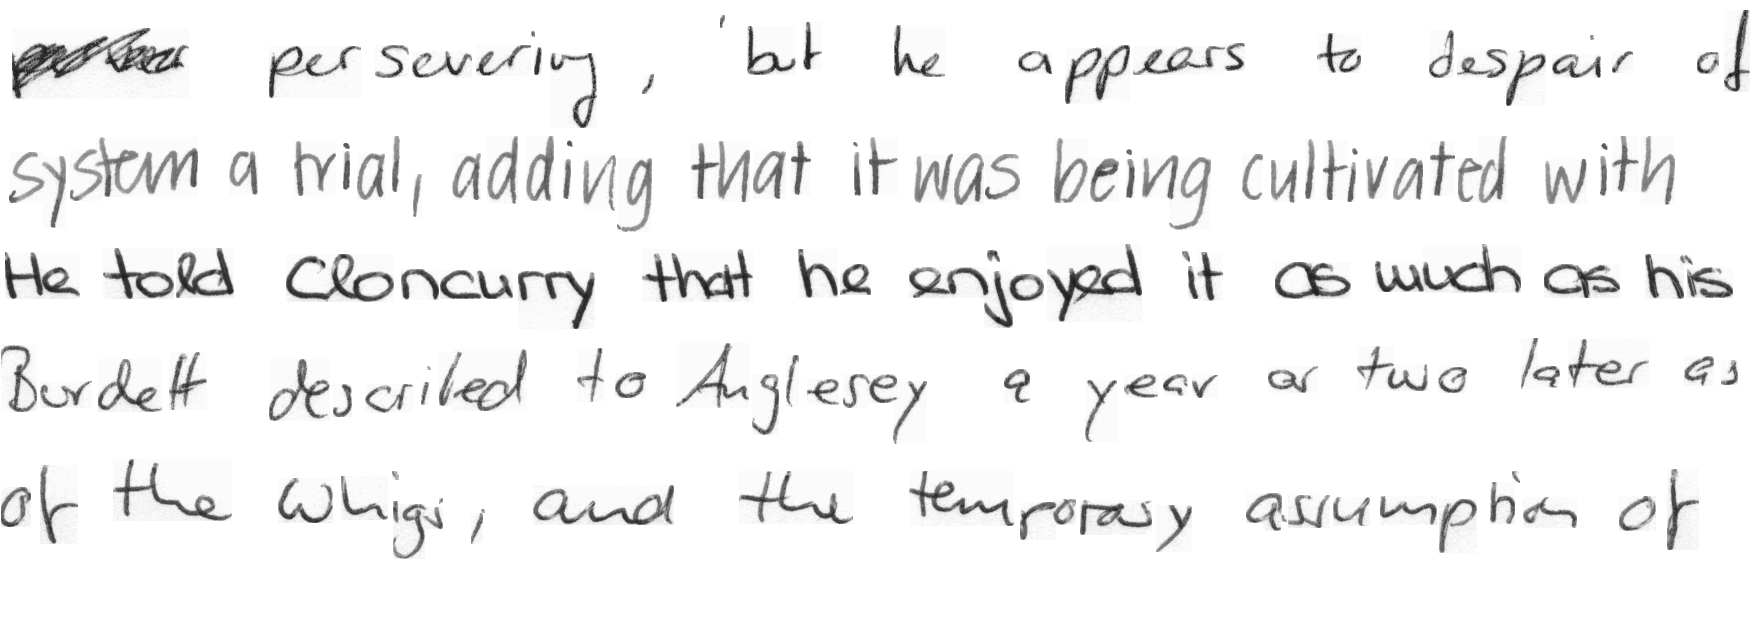 persevering, 'but he appears to despair of
system a trial, adding that it was being cultivated with
He told Cloncurry that he enjoyed it as much as his
Burdett described to Anglesey a year or two later as
of the Whigs, and the temporary assumption of